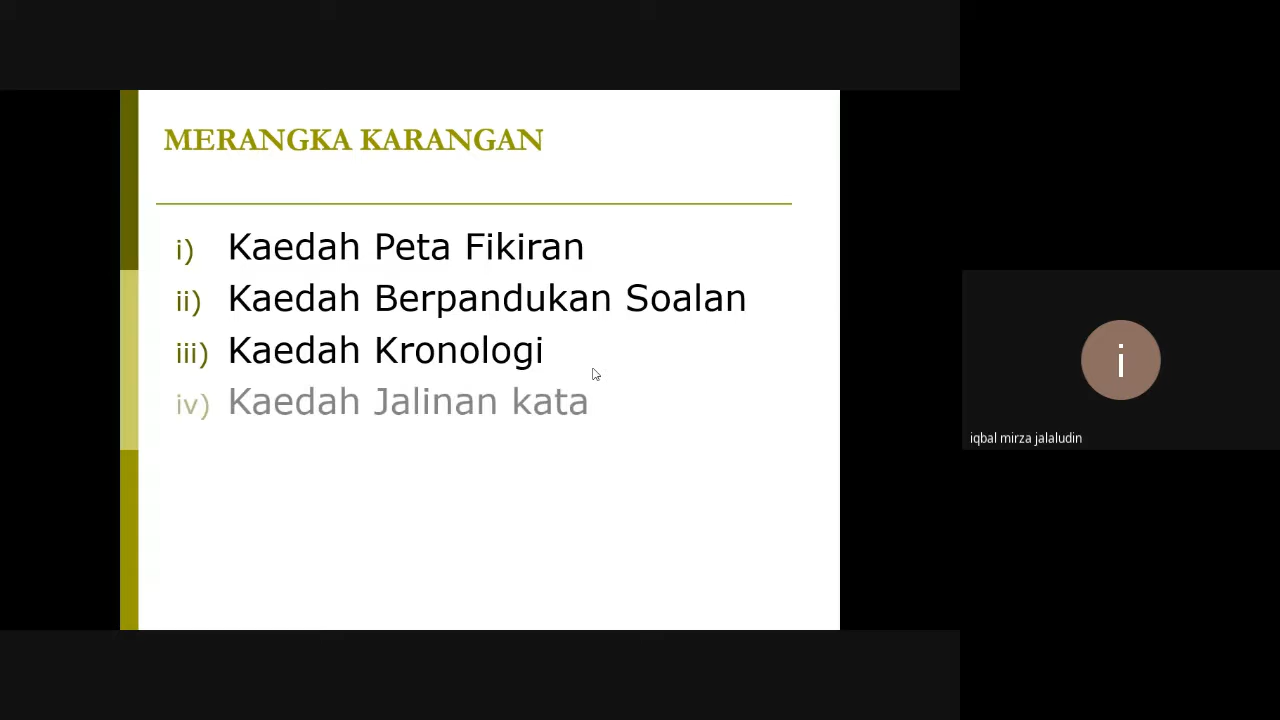 MERANGKA KARANGAN
i) Kaedah Peta Fikiran
ii) Kaedah Berpandukan Soalan
iii) Kaedah Kronologi
iv) Kaedah Jalinan kata
i
iqbal mirza jalaludin